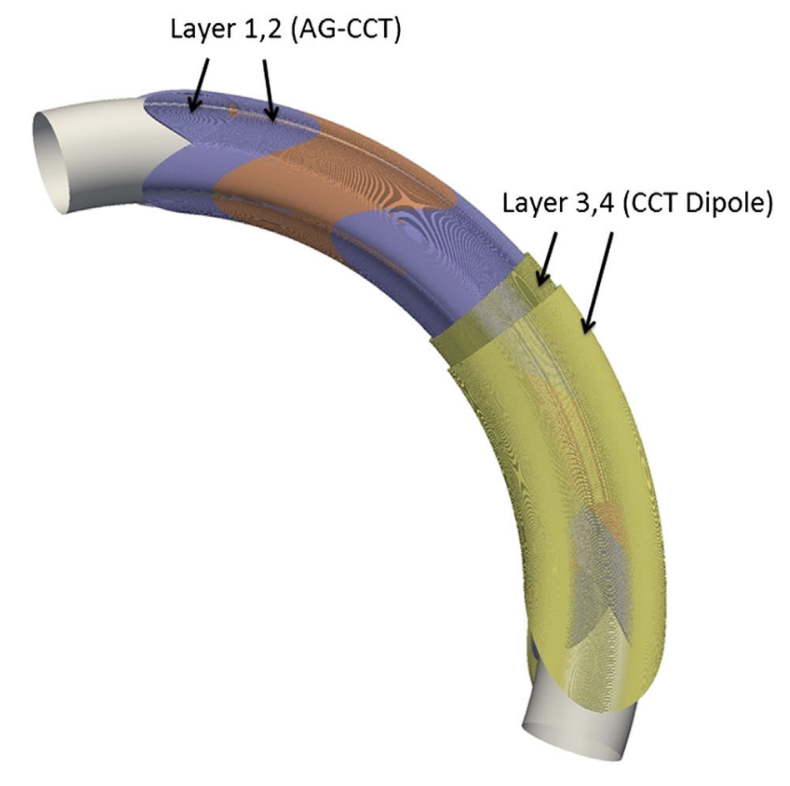 Layer 1,2 (AG-CCT)
Layer 3,4 (CCT Dipole)